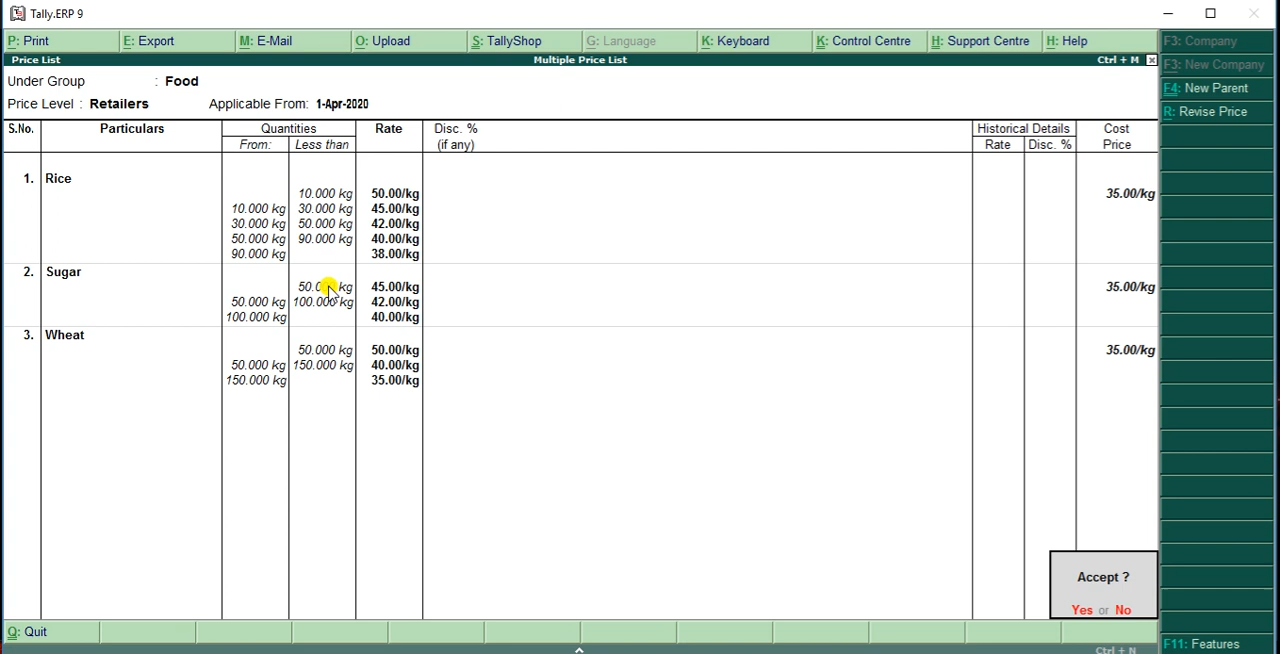 Tally.ERP 9
P: Print E: Export M: E-Mail O: Upload S: TallyShop G: Language K: Keyboard K: Control Centre H: Support Centre H: Help F3: Company
Price List Multiple Price List Ctrl + M F3: New Company
Under Group : Food F4: New Parent
Price Level : Retailers Applicable From: 1-Apr-2020 R: Revise Price
S.No. Particulars Quantities Rate Disc. % Historical Details Cost
From: Less than (if any) Rate Disc. % Price
1. Rice
10.000 kg 50.00/kg 35.00/kg
10.000 kg 30.000 kg 45.00/kg
30.000 kg 50.000 kg 42.00/kg
50.000 kg 90.000 kg 40.00/kg
90.000 kg 38.00/kg
2. Sugar
kg 45.00/kg 35.00/kg
50.000 kg 100.000 kg 42.00/kg
100.000 kg 40.00/kg
3. Wheat
50.000 kg 50.00/kg 35.00/kg
50.000 kg 150.000 kg 40.00/kg
150.000 kg 35.00/kg
Accept ?
Yes or No
Q: Quit F11: Features
Ctrl + N